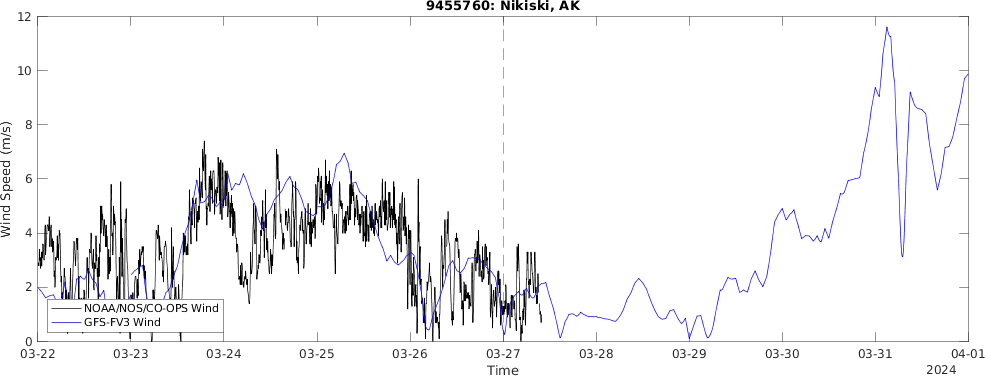 9455760: Nikiski, AK
12
10
8
6
4
2
0
Wind Speed (m/s)
NOAA/NOS/CO-OPS Wind
GFS-FV3 Wind
03-22 03-23 03-24 03-25 03-26 03-27 03-28 03-29 03-30 03-31 04-01
Time
2024